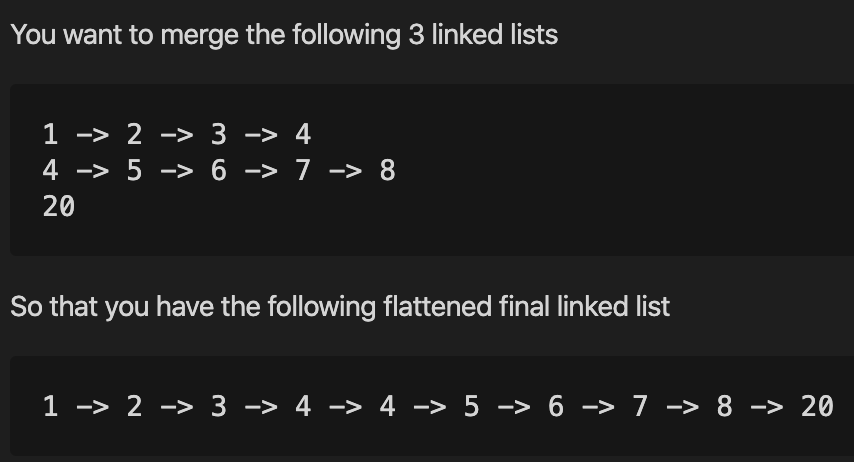 You want to merge the following 3 linked lists
1 -> 2 -> 3 -> 4
4 -> 5 -> 6 -> 7 -> 8
20
So that you have the following flattened final linked list
1 -> 2 -> 3 -> 4 -> 4 -> 5 -> 6 -> 7 -> 8 -> 20